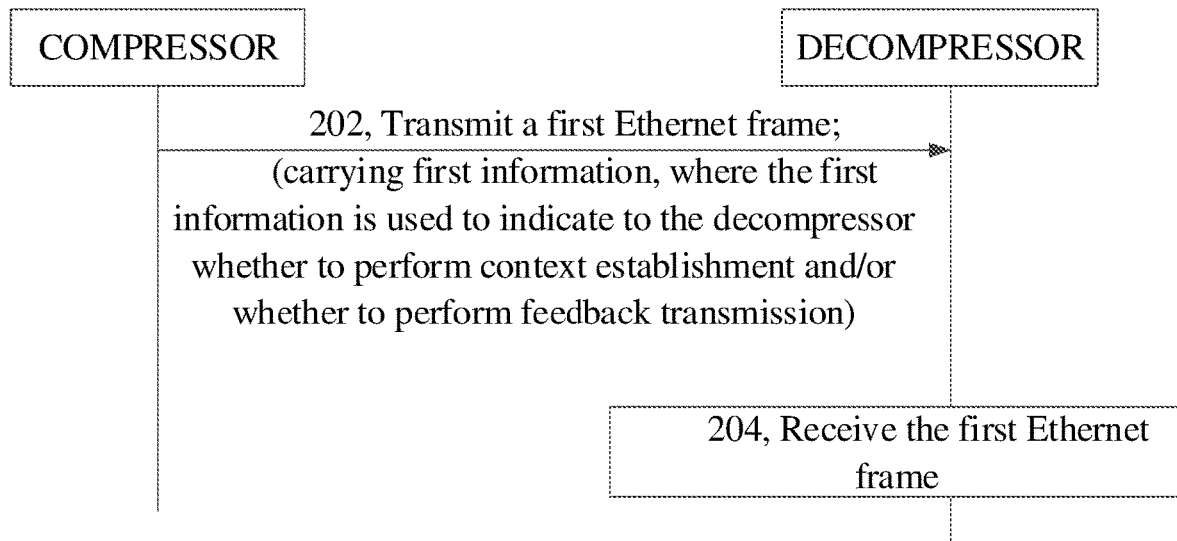 COMPRESSOR
DECOMPRESSOR
202, Transmit a first Ethernet frame;
(carrying first information, where the first
information is used to indicate to the decompressor
whether to perform context establishment and/or
whether to perform feedback transmission)
204, Receive the first Ethernet
frame